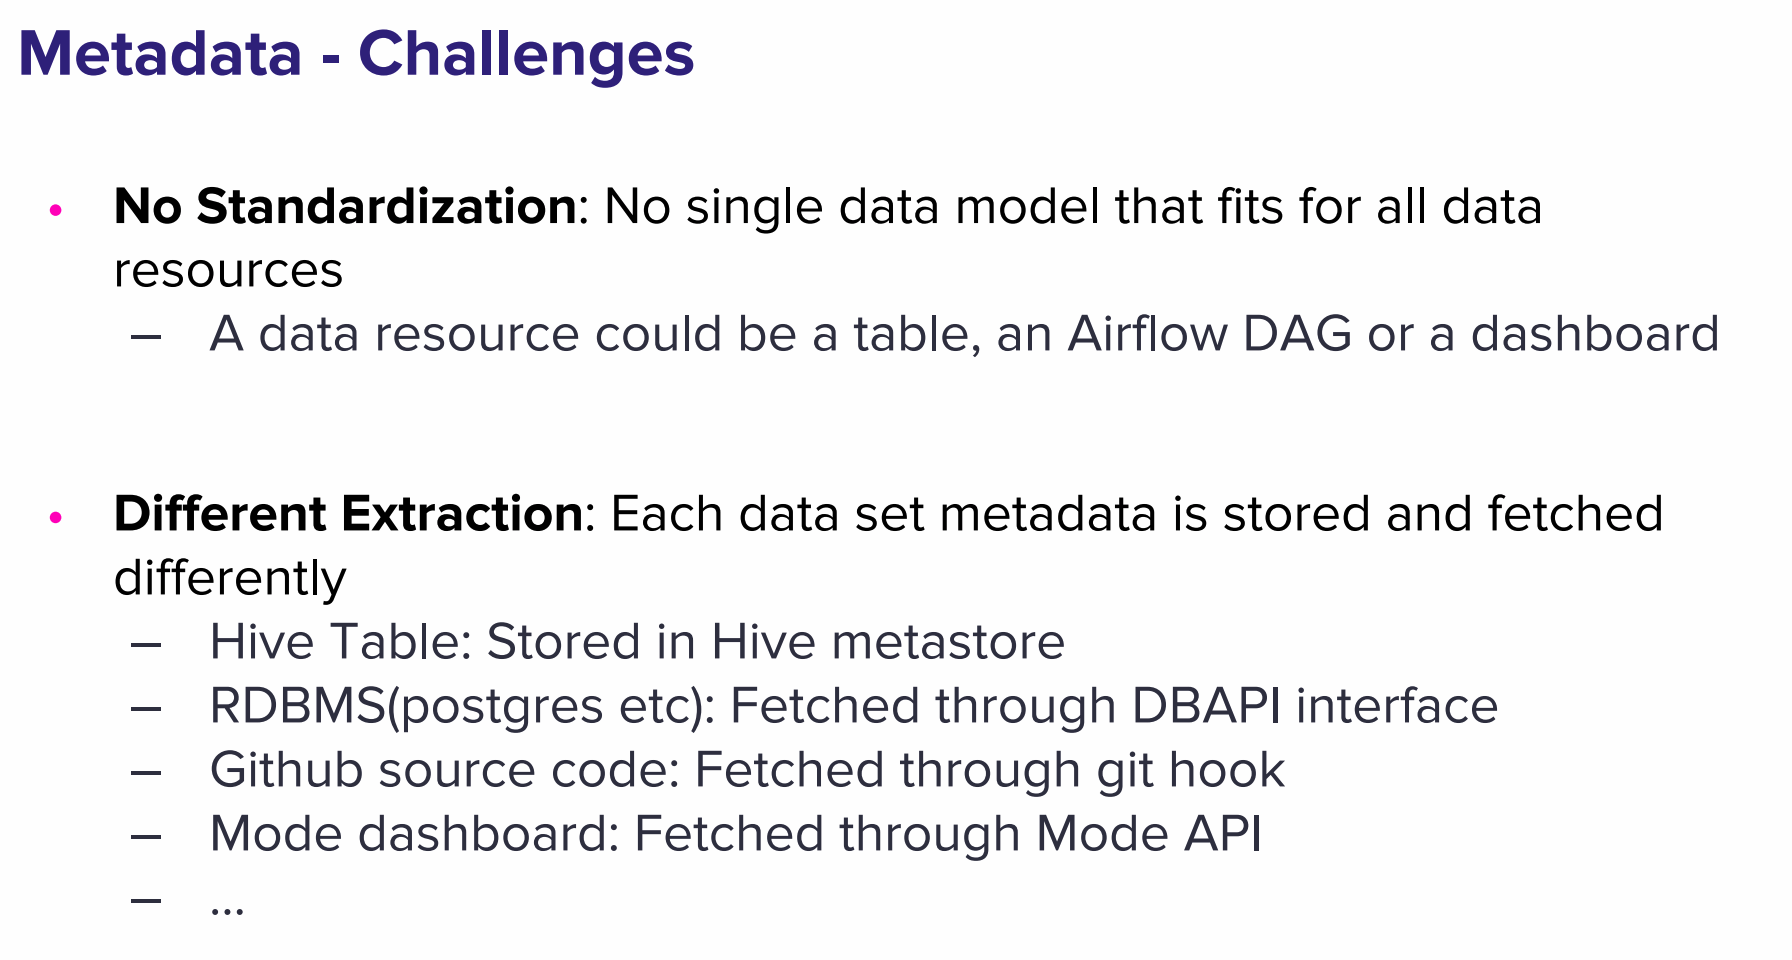 Metadata - Challenges
• No Standardization: No single data model that fits for all data
resources
– A data resource could be a table, an Airflow DAG or a dashboard
• Different Extraction: Each data set metadata is stored and fetched
differently
– Hive Table: Stored in Hive metastore
– RDBMS(postgres etc): Fetched through DBAPI interface
– Github source code: Fetched through git hook
– Mode dashboard: Fetched through Mode API
– ...